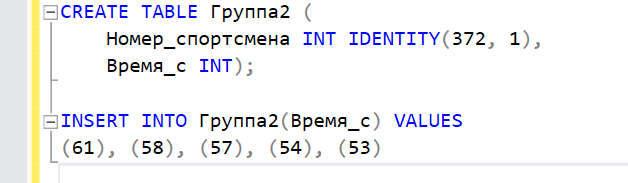 CREATE TABLE Группа2 (
Номер_спортсмена INT IDENTITY(372, 1),
Время_с INT);
INSERT INTO Группа2(Время_с) VALUES
(61), (58), (57), (54), (53)